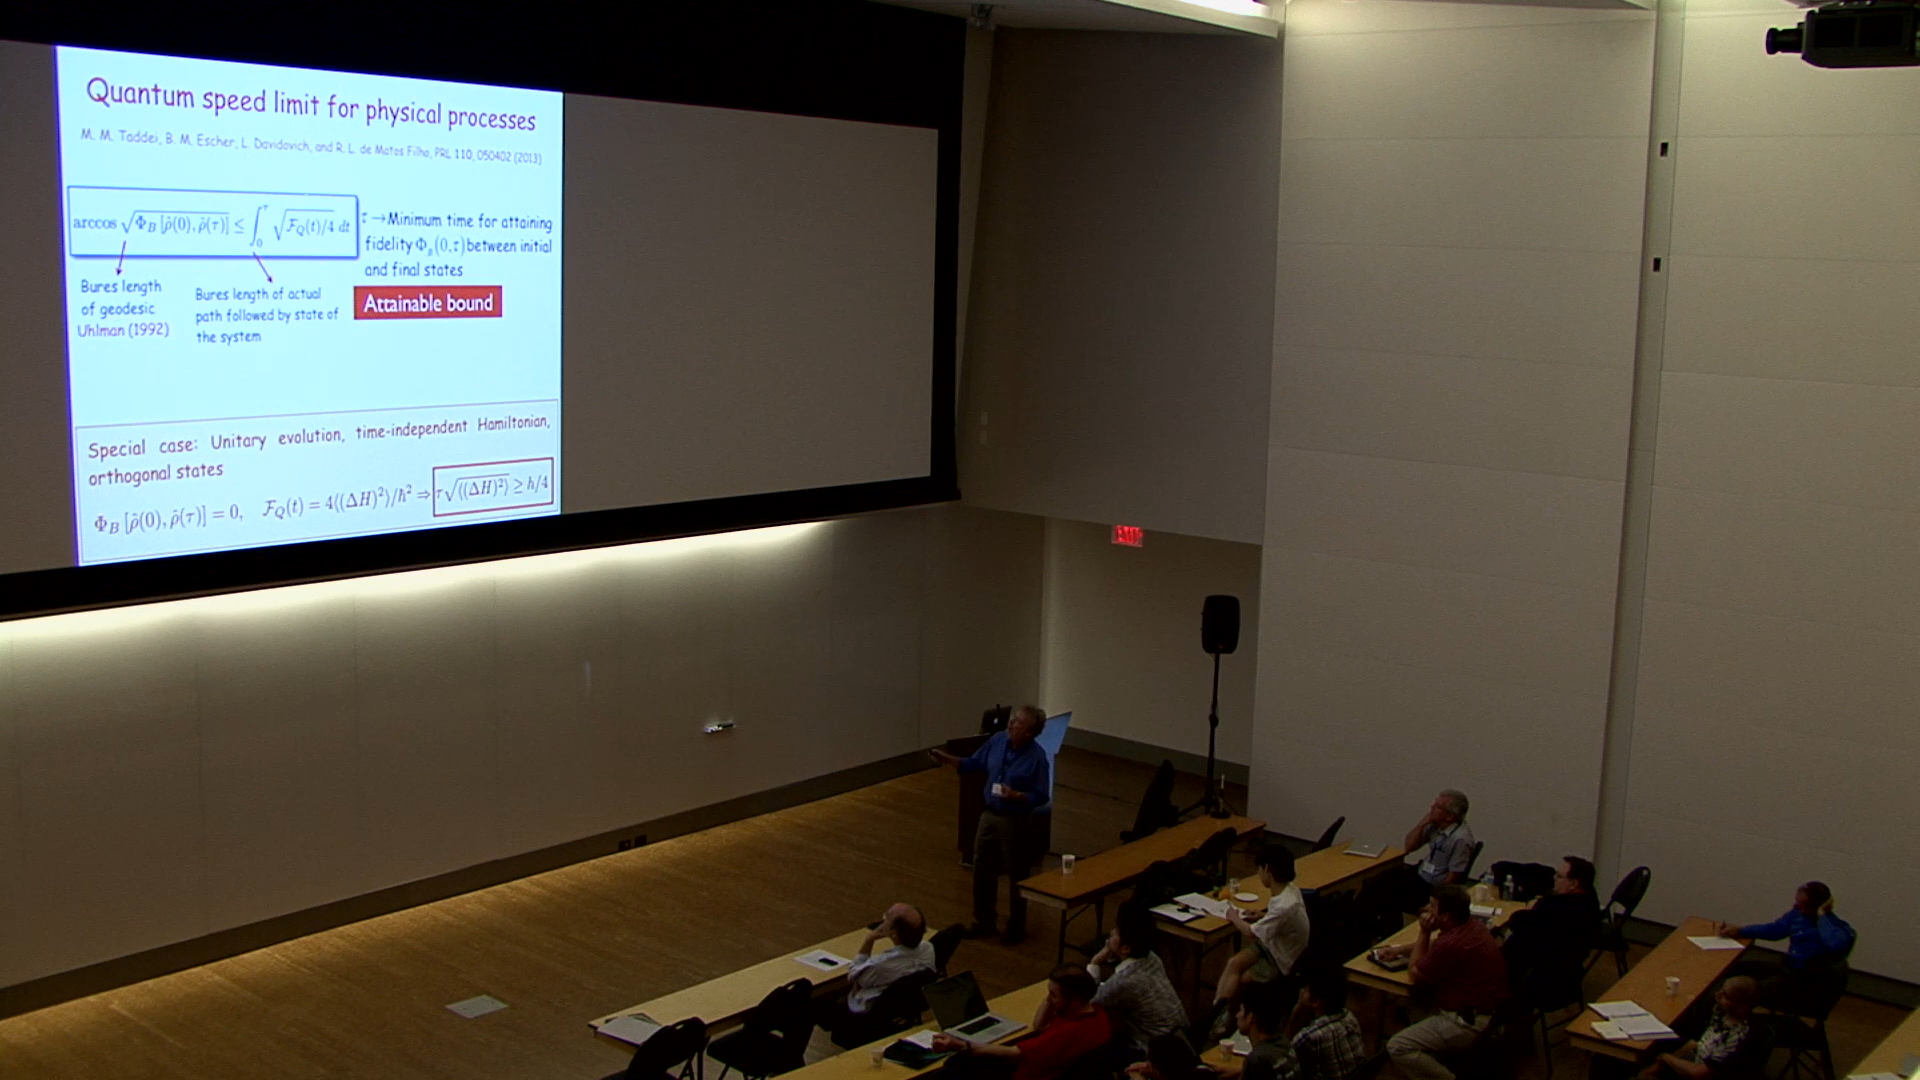 Quantum speed limit for physical processes
M. M. Taddei, B. M. Escher, L. Davidovich, and R. L. de Matos Filho, PRL 110, 050402 (2013)
arccos √Φ_B [ρ̂(0), ρ̂(τ)] ≤ ∫₀^τ √F_Q(t)/4 dt
τ → Minimum time for attaining
fidelity Φ_B(0,τ) between initial
and final states
Bures length
of geodesic
Uhlman (1992)
Bures length of actual
path followed by state of
the system
Attainable bound
Special case: Unitary evolution, time-independent Hamiltonian,
orthogonal states
Φ_B [ρ̂(0), ρ̂(τ)] = 0, F_Q(t) = 4⟨(ΔH)²⟩/ħ² ⇒ τ√⟨(ΔH)²⟩ ≥ h/4
EXIT